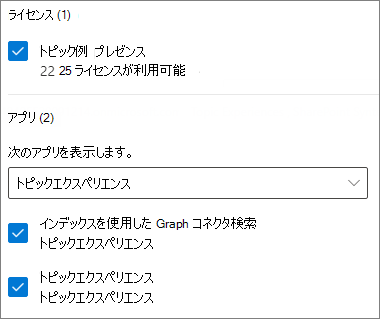 ライセンス (1)
トピック例 プレゼンス
22 25 ライセンスが利用可能
アプリ (2)
次のアプリを表示します。
トピックエクスペリエンス
インデックスを使用した Graph コネクタ検索
トピックエクスペリエンス
トピックエクスペリエンス
トピックエクスペリエンス